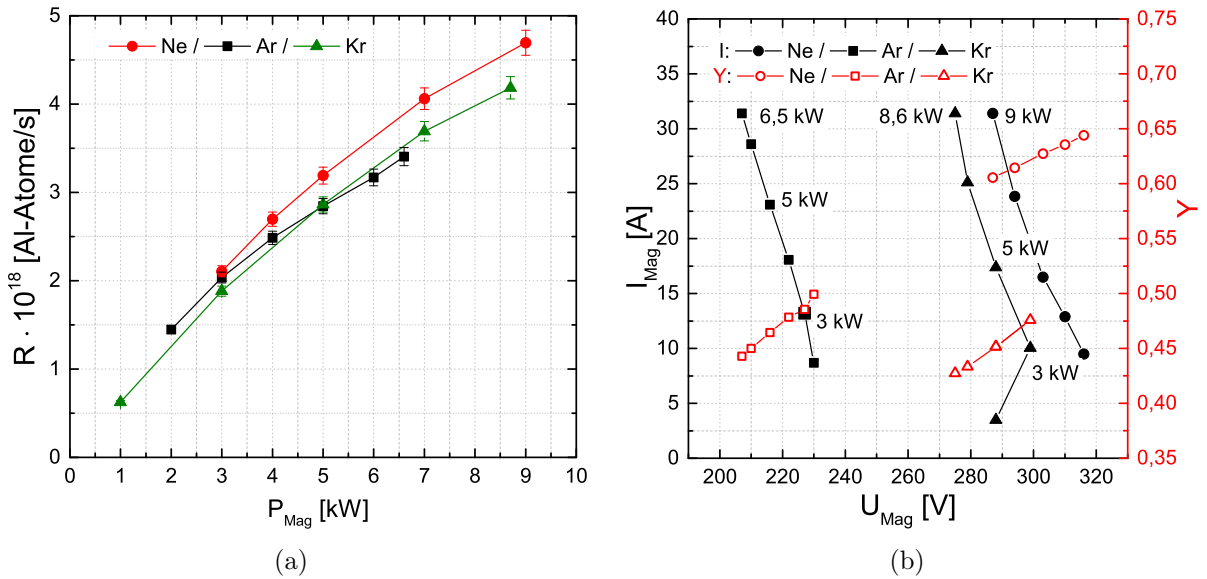 Ne / Ar / Kr
5
4
3
2
1
0
R · 10¹⁸ [Al-Atome/s]
0 1 2 3 4 5 6 7 8 9 10
P_Mag [kW]
(a)
I: Ne / Ar / Kr
Y: Ne / Ar / Kr
40
35
30
25
20
15
10
5
0
I_Mag [A]
6,5 kW
5 kW
3 kW
8,6 kW
9 kW
5 kW
3 kW
0,75
0,70
0,65
0,60
0,55
0,50
0,45
0,40
0,35
Y
200 220 240 260 280 300 320
U_Mag [V]
(b)